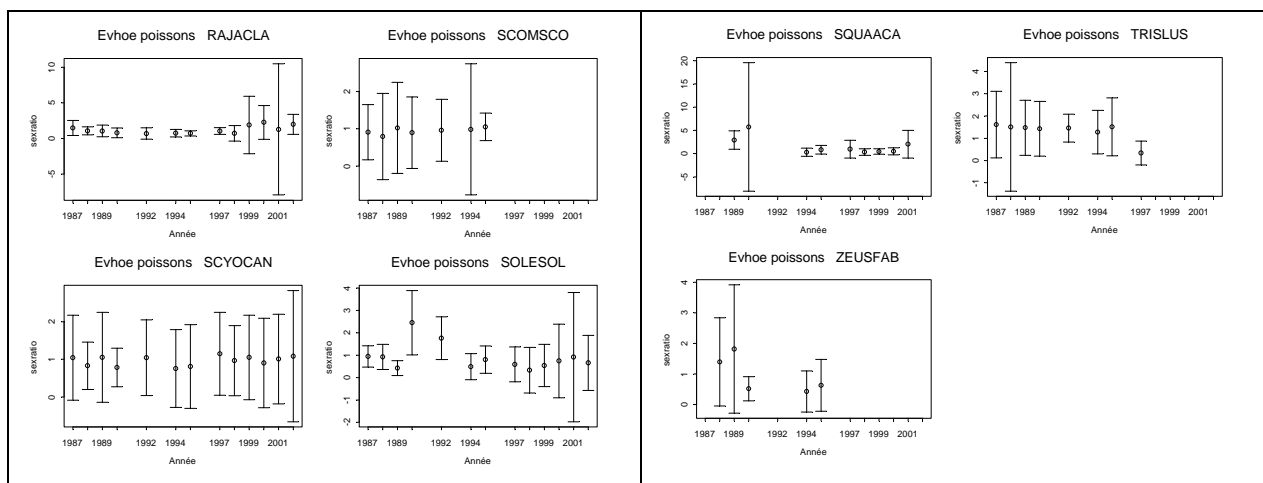 Evhoe poissons RAJACLA
sexratio
10
5
0
-5
1987 1989 1992 1994 1997 1999 2001
Année
Evhoe poissons SCOMSCO
sexratio
2
1
0
1987 1989 1992 1994 1997 1999 2001
Année
Evhoe poissons SCYOCAN
sexratio
2
1
0
1987 1989 1992 1994 1997 1999 2001
Année
Evhoe poissons SOLESOL
sexratio
4
3
2
1
0
-2
1987 1989 1992 1994 1997 1999 2001
Année
Evhoe poissons SQUAACA
sexratio
20
15
10
5
0
-5
1987 1989 1992 1994 1997 1999 2001
Année
Evhoe poissons TRISLUS
sexratio
4
3
2
1
0
-1
1987 1989 1992 1994 1997 1999 2001
Année
Evhoe poissons ZEUSFAB
sexratio
4
3
2
1
0
1987 1989 1992 1994 1997 1999 2001
Année